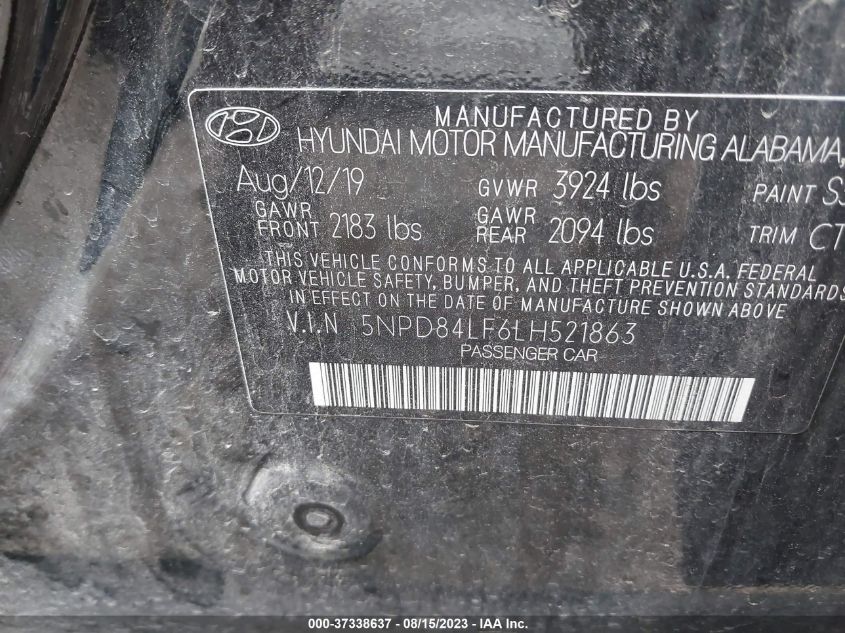 MANUFACTURED BY
HYUNDAI MOTOR MANUFACTURING ALABAMA,
Aug/12/19 GVWR 3924 lbs PAINT
GAWR FRONT 2183 lbs GAWR REAR 2094 lbs TRIM CT
THIS VEHICLE CONFORMS TO ALL APPLICABLE U.S.A. FEDERAL
MOTOR VEHICLE SAFETY, BUMPER, AND THEFT PREVENTION STANDARDS
IN EFFECT ON THE DATE OF MANUFACTURE SHOWN ABOVE
V.I.N 5NPD84LF6LH521863
PASSENGER CAR
000-37338637 - 08/15/2023 - IAA Inc.